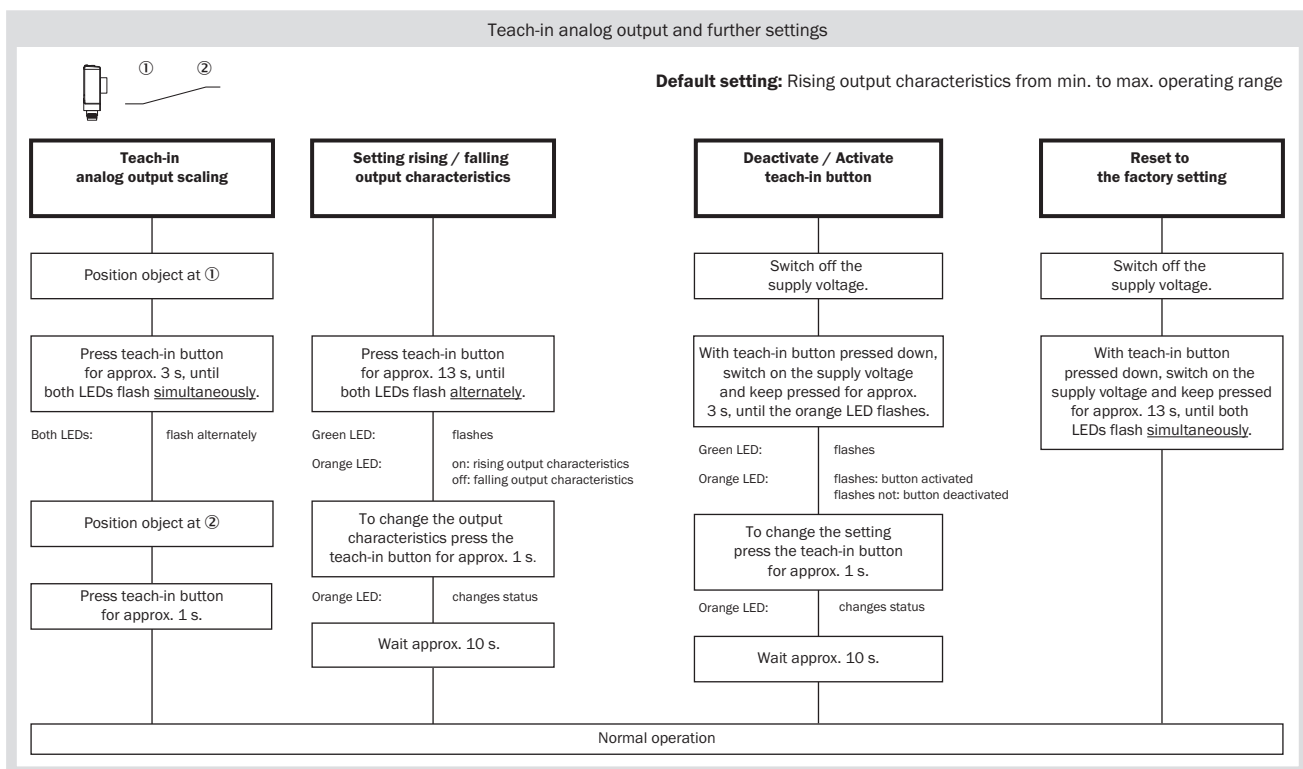 Teach-in analog output and further settings
① ②
Default setting: Rising output characteristics from min. to max. operating range
Teach-in
analog output scaling
Position object at ①
Press teach-in button
for approx. 3 s, until
both LEDs flash simultaneously.
Both LEDs: flash alternately
Position object at ②
Press teach-in button
for approx. 1 s.
Setting rising / falling
output characteristics
Press teach-in button
for approx. 13 s, until
both LEDs flash alternately.
Green LED: flashes
Orange LED: on: rising output characteristics
off: falling output characteristics
To change the output
characteristics press the
teach-in button for approx. 1 s.
Orange LED: changes status
Wait approx. 10 s.
Deactivate / Activate
teach-in button
Switch off the
supply voltage.
With teach-in button pressed down,
switch on the supply voltage
and keep pressed for approx.
3 s, until the orange LED flashes.
Green LED: flashes
Orange LED: flashes: button activated
flashes not: button deactivated
To change the setting
press the teach-in button
for approx. 1 s.
Orange LED: changes status
Wait approx. 10 s.
Reset to
the factory setting
Switch off the
supply voltage.
With teach-in button
pressed down, switch on the
supply voltage and keep pressed
for approx. 13 s, until both
LEDs flash simultaneously.
Normal operation